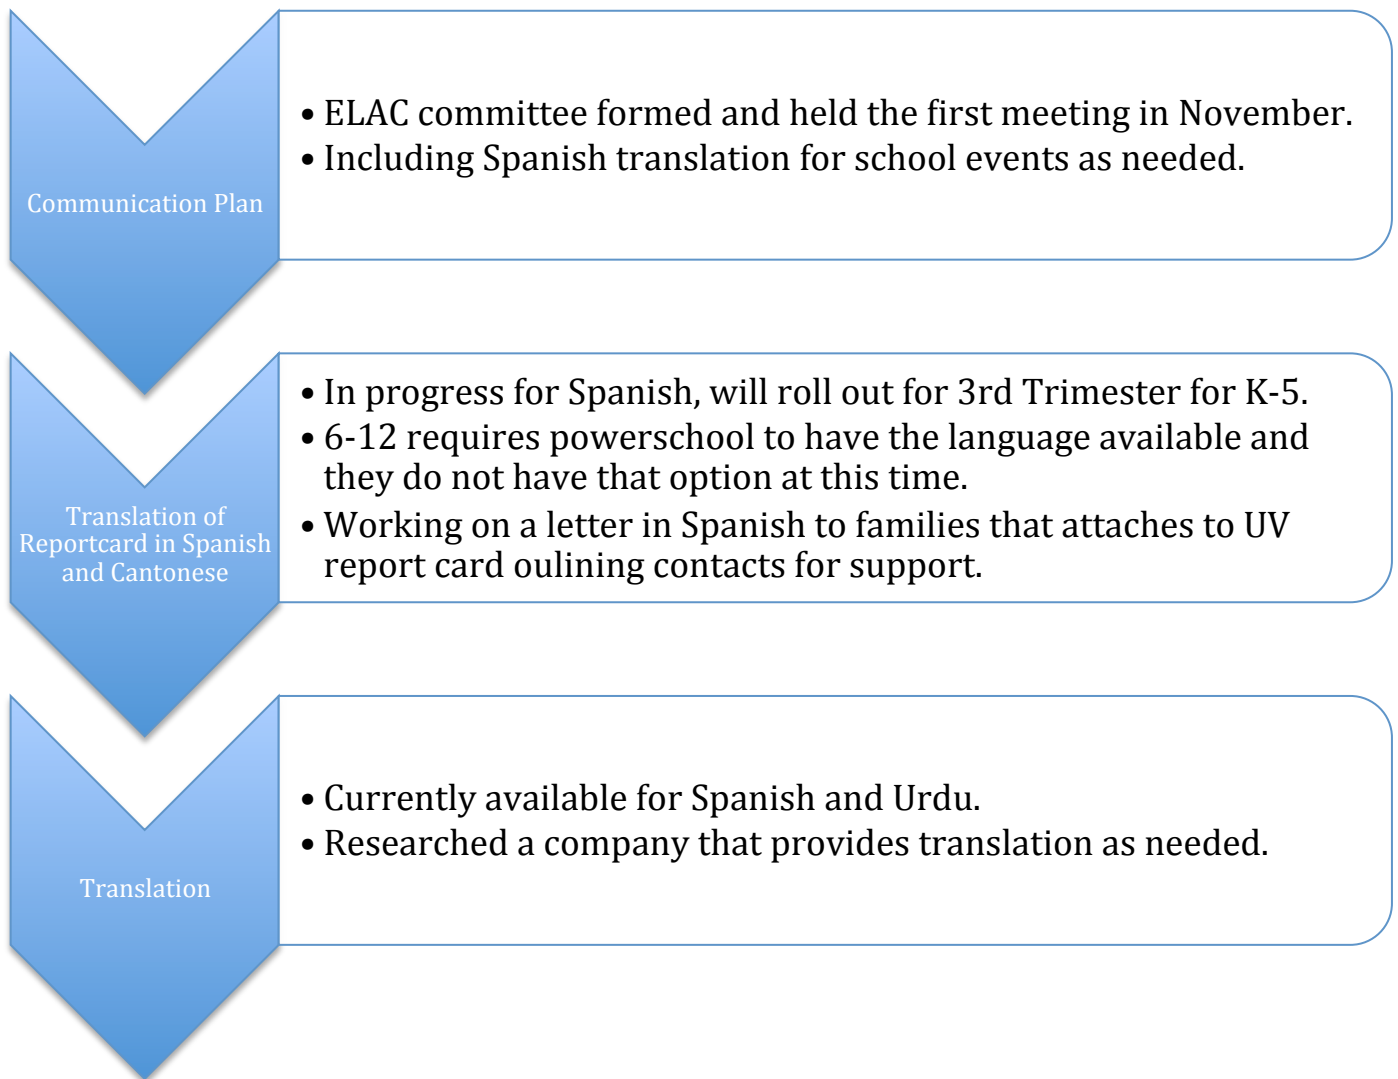 Communication Plan
• ELAC committee formed and held the first meeting in November.
• Including Spanish translation for school events as needed.
Translation of
Reportcard in Spanish
and Cantonese
• In progress for Spanish, will roll out for 3rd Trimester for K-5.
• 6-12 requires powerschool to have the language available and
they do not have that option at this time.
• Working on a letter in Spanish to families that attaches to UV
report card oulining contacts for support.
Translation
• Currently available for Spanish and Urdu.
• Researched a company that provides translation as needed.